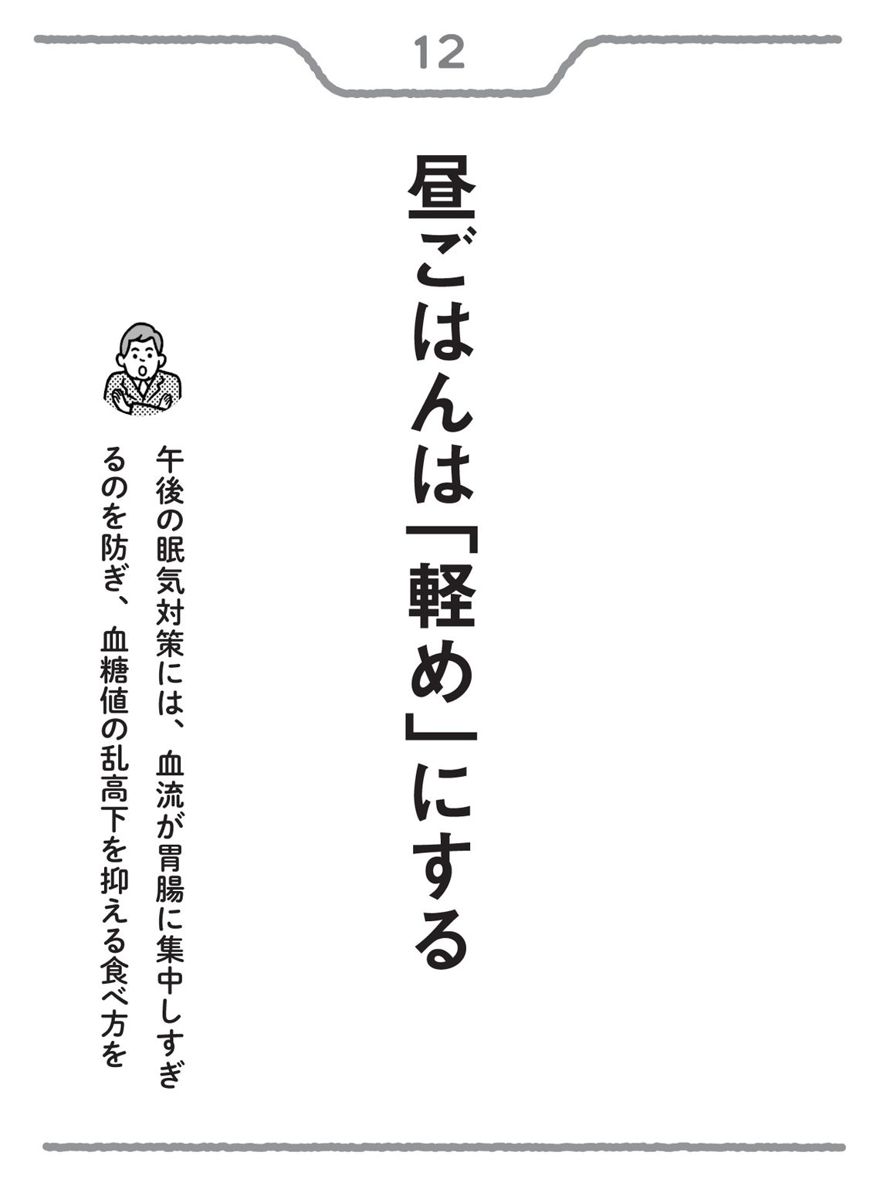 12
昼ごはんは「軽め」にする
午後の眠気対策には、血流が胃腸に集中しすぎ
るのを防ぎ、血糖値の乱高下を抑える食べ方を